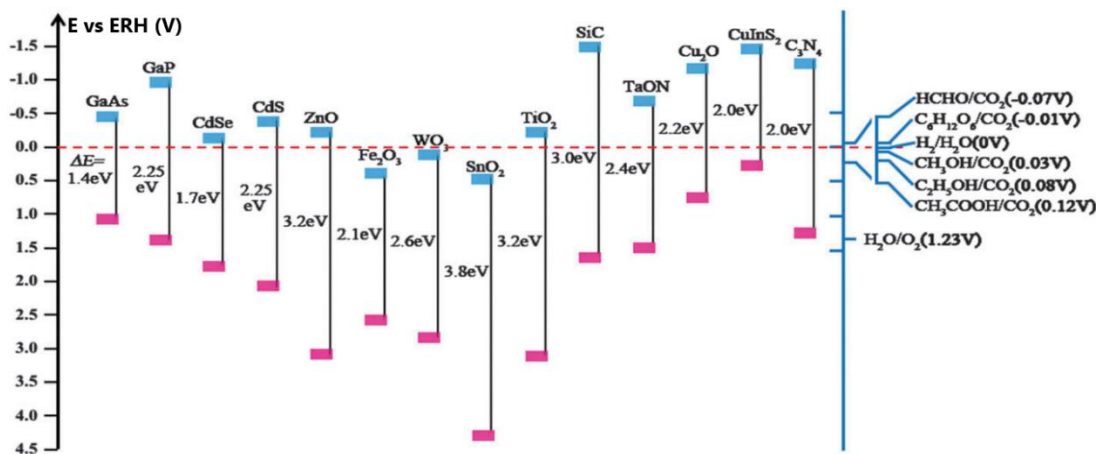 E vs ERH (V)
-1.5
-1.0
-0.5
0.0
0.5
1.0
1.5
2.0
2.5
3.0
3.5
4.0
4.5
GaAs
ΔE=
1.4eV
GaP
2.25
eV
CdSe
1.7eV
CdS
2.25
eV
ZnO
3.2eV
Fe₂O₃
2.1eV
WO₃
2.6eV
SnO₂
3.8eV
TiO₂
3.2eV
SiC
3.0eV
TaON
2.4eV
Cu₂O
2.2eV
CuInS₂
2.0eV
C₃N₄
2.0eV
HCHO/CO₂(-0.07V)
C₆H₁₂O₆/CO₂(-0.01V)
H₂/H₂O(0V)
CH₃OH/CO₂(0.03V)
C₂H₅OH/CO₂(0.08V)
CH₃COOH/CO₂(0.12V)
H₂O/O₂(1.23V)